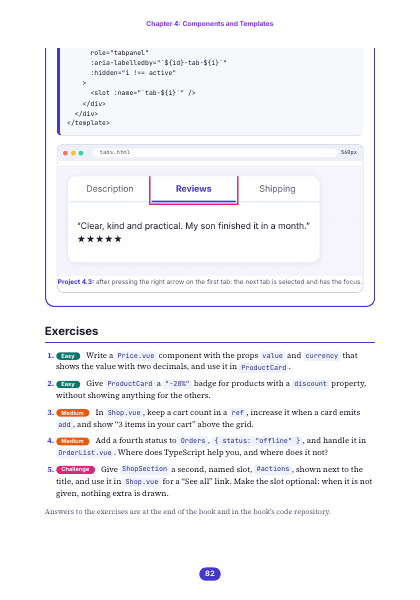 Chapter 4: Components and Templates
role="tabpanel"
:aria-labelledby="`${id}-tab-${i}`"
:hidden="i !== active"
>
<slot :name="`tab-${i}`" />
</div>
</div>
</template>
tabs.html
560px
Description
Reviews
Shipping
“Clear, kind and practical. My son finished it in a month.”
★★★★★
Project 4.3: after pressing the right arrow on the first tab: the next tab is selected and has the focus.
Exercises
1. Easy Write a Price.vue component with the props value and currency that
shows the value with two decimals, and use it in ProductCard.
2. Easy Give ProductCard a "-20%" badge for products with a discount property,
without showing anything for the others.
3. Medium In Shop.vue, keep a cart count in a ref, increase it when a card emits
add, and show “3 items in your cart” above the grid.
4. Medium Add a fourth status to Orders, { status: "offline" }, and handle it in
OrderList.vue. Where does TypeScript help you, and where does it not?
5. Challenge Give ShopSection a second, named slot, #actions, shown next to the
title, and use it in Shop.vue for a “See all” link. Make the slot optional: when it is not
given, nothing extra is drawn.
Answers to the exercises are at the end of the book and in the book's code repository.
82